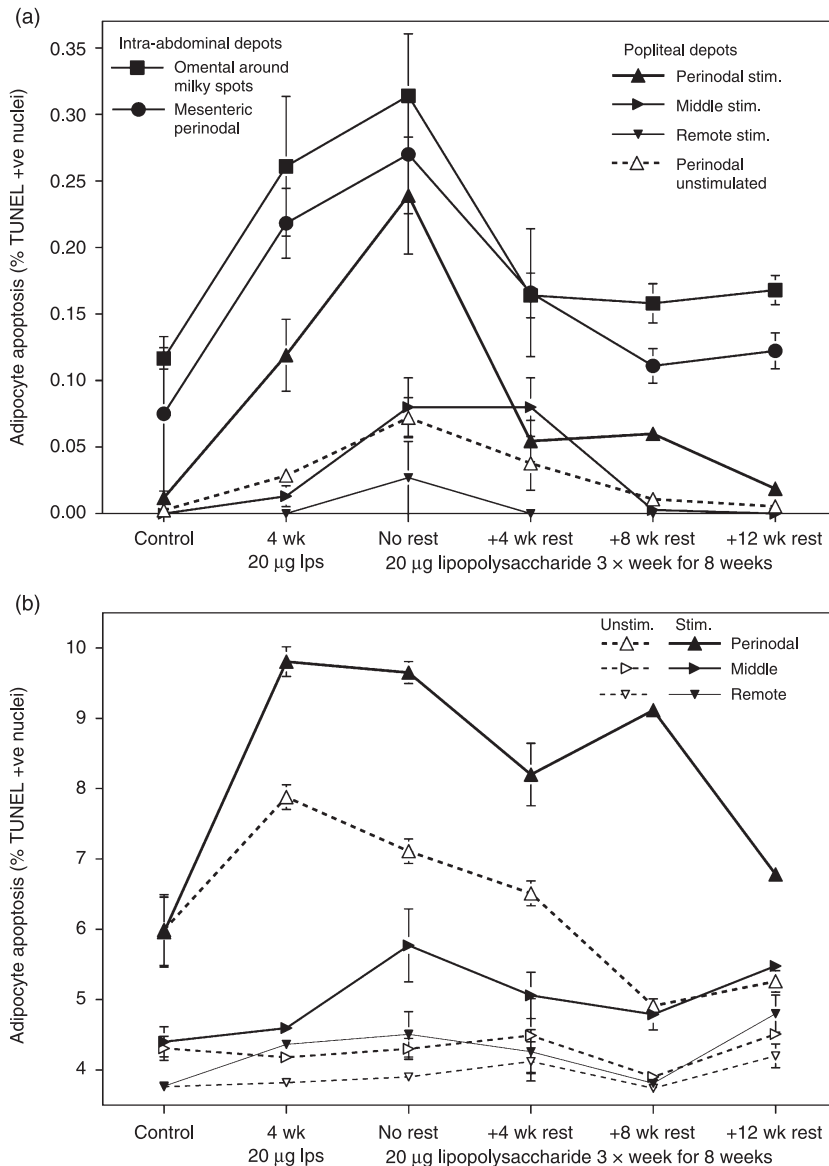 (a)
Intra-abdominal depots
Omental around
milky spots
Mesenteric
perinodal
Popliteal depots
Perinodal stim.
Middle stim.
Remote stim.
Perinodal
unstimulated
Adipocyte apoptosis (% TUNEL +ve nuclei)
0.35
0.30
0.25
0.20
0.15
0.10
0.05
0.00
Control
4 wk
No rest
+4 wk rest
+8 wk rest
+12 wk rest
20 μg lps
20 μg lipopolysaccharide 3 × week for 8 weeks
(b)
Unstim.
Stim.
Perinodal
Middle
Remote
Adipocyte apoptosis (% TUNEL +ve nuclei)
10
9
8
7
6
5
4
Control
4 wk
No rest
+4 wk rest
+8 wk rest
+12 wk rest
20 μg lps
20 μg lipopolysaccharide 3 × week for 8 weeks